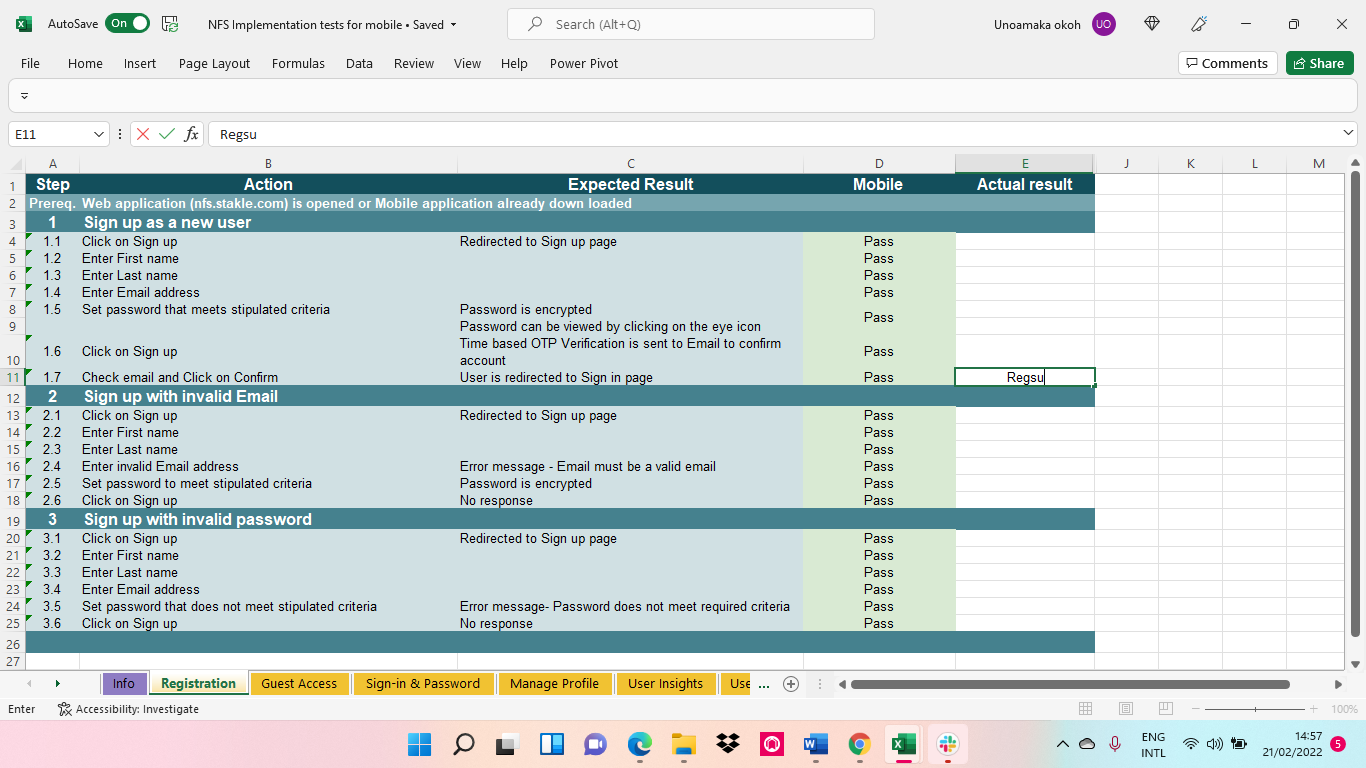 AutoSave On NFS Implementation tests for mobile • Saved Search (Alt+Q) Unoamaka okoh UO
File Home Insert Page Layout Formulas Data Review View Help Power Pivot Comments Share
E11 fx Regsu
A B C D E J K L M
1 Step Action Expected Result Mobile Actual result
2 Prereq. Web application (nfs.stakle.com) is opened or Mobile application already down loaded
3 1 Sign up as a new user
4 1.1 Click on Sign up Redirected to Sign up page Pass
5 1.2 Enter First name Pass
6 1.3 Enter Last name Pass
7 1.4 Enter Email address Pass
8 1.5 Set password that meets stipulated criteria Password is encrypted Pass
9 Password can be viewed by clicking on the eye icon
Time based OTP Verification is sent to Email to confirm
10 1.6 Click on Sign up account Pass
11 1.7 Check email and Click on Confirm User is redirected to Sign in page Pass Regsu
12 2 Sign up with invalid Email
13 2.1 Click on Sign up Redirected to Sign up page Pass
14 2.2 Enter First name Pass
15 2.3 Enter Last name Pass
16 2.4 Enter invalid Email address Error message - Email must be a valid email Pass
17 2.5 Set password to meet stipulated criteria Password is encrypted Pass
18 2.6 Click on Sign up No response Pass
19 3 Sign up with invalid password
20 3.1 Click on Sign up Redirected to Sign up page Pass
21 3.2 Enter First name Pass
22 3.3 Enter Last name Pass
23 3.4 Enter Email address Pass
24 3.5 Set password that does not meet stipulated criteria Error message- Password does not meet required criteria Pass
25 3.6 Click on Sign up No response Pass
26
27
Info Registration Guest Access Sign-in & Password Manage Profile User Insights Use ...
Enter Accessibility: Investigate 100%
ENG 14:57
INTL 21/02/2022 5